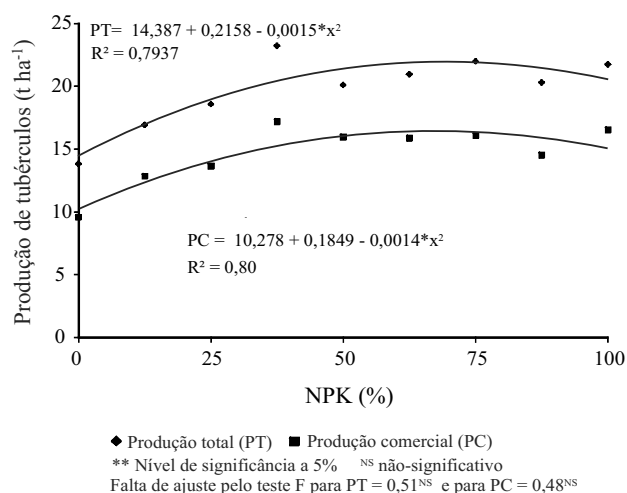 PT= 14,387 + 0,2158 - 0,0015*x²
R² = 0,7937
25
20
15
10
5
0
Produção de tubérculos (t ha⁻¹)
PC = 10,278 + 0,1849 - 0,0014*x²
R² = 0,80
0 25 50 75 100
NPK (%)
Produção total (PT) Produção comercial (PC)
** Nível de significância a 5% ᴺˢ não-significativo
Falta de ajuste pelo teste F para PT = 0,51ᴺˢ e para PC = 0,48ᴺˢ